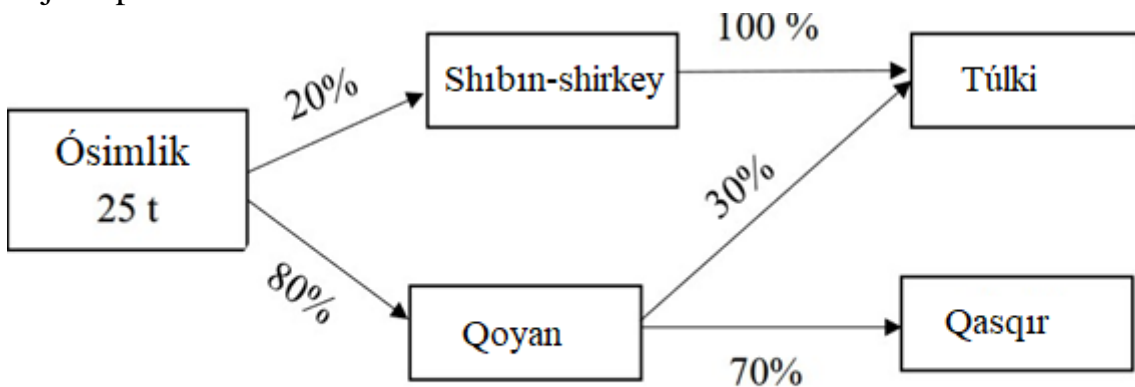 100 %
Shıbın-shirkey
Túlki
20%
Ósimlik
25 t
30%
80%
Qoyan
Qasqır
70%